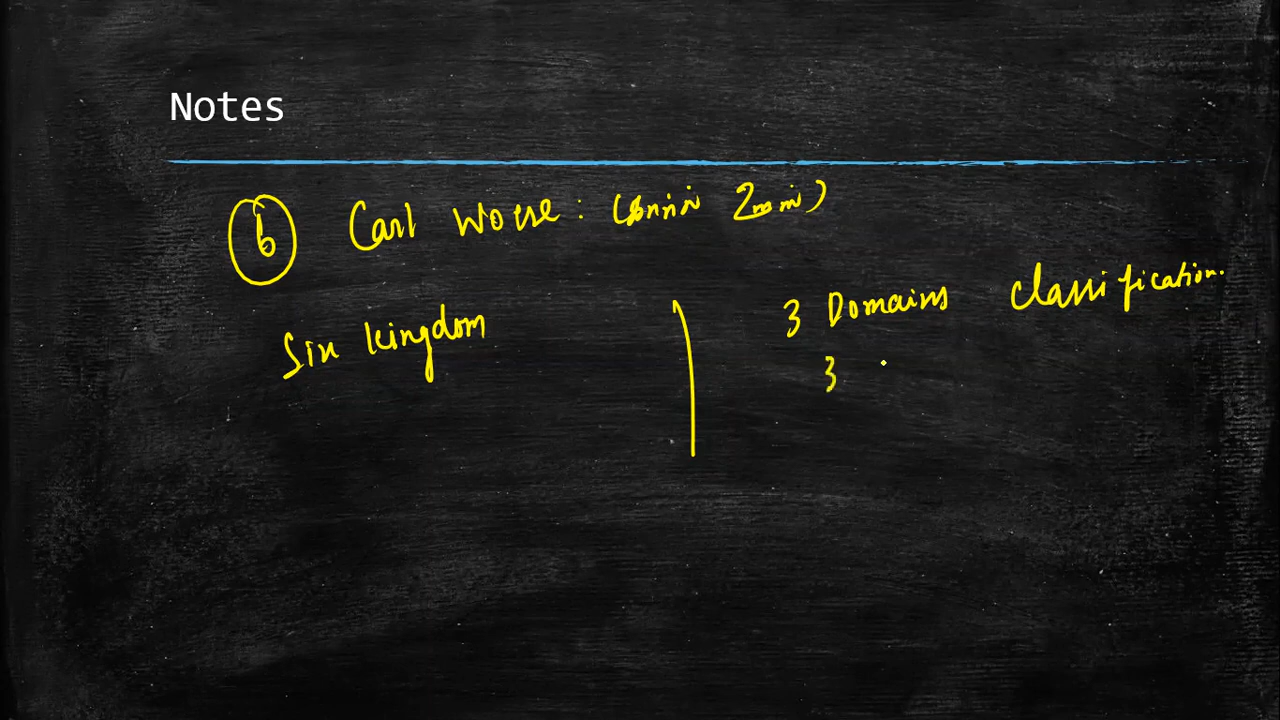 Notes
6 Carl Woese :
Six kingdom
3 Domains classification.
3